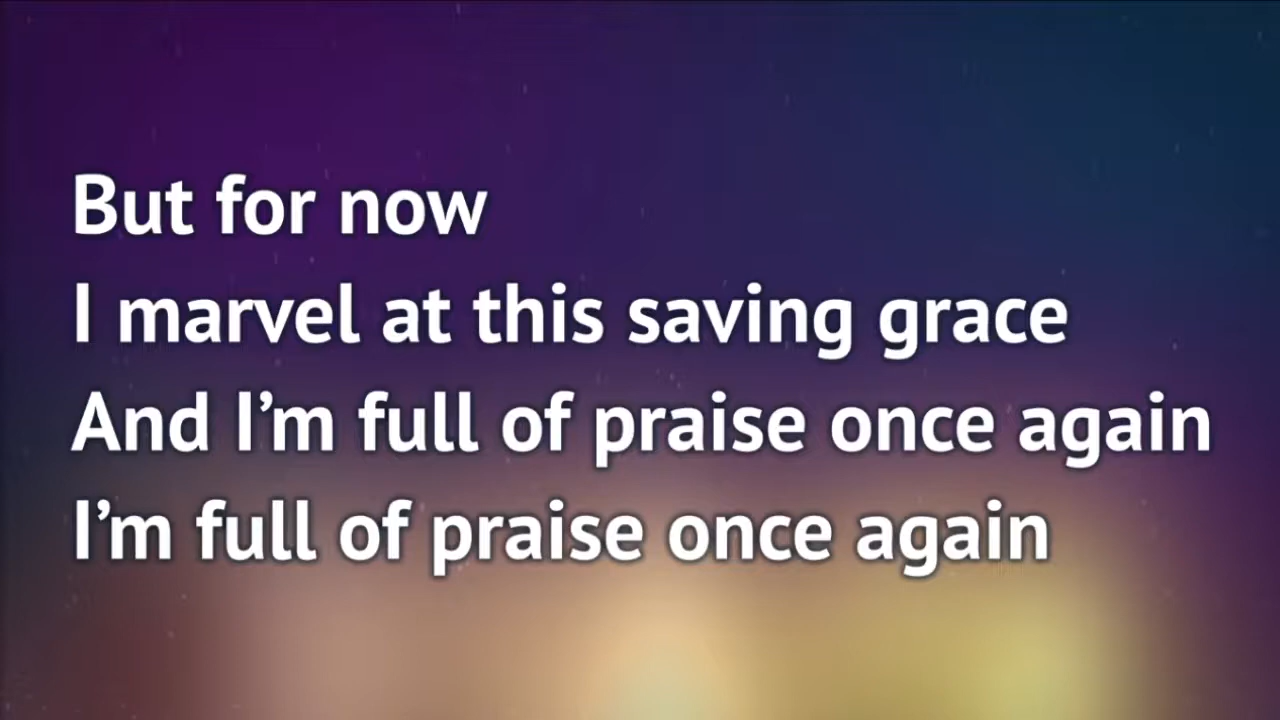 But for now
I marvel at this saving grace
And I’m full of praise once again
I’m full of praise once again